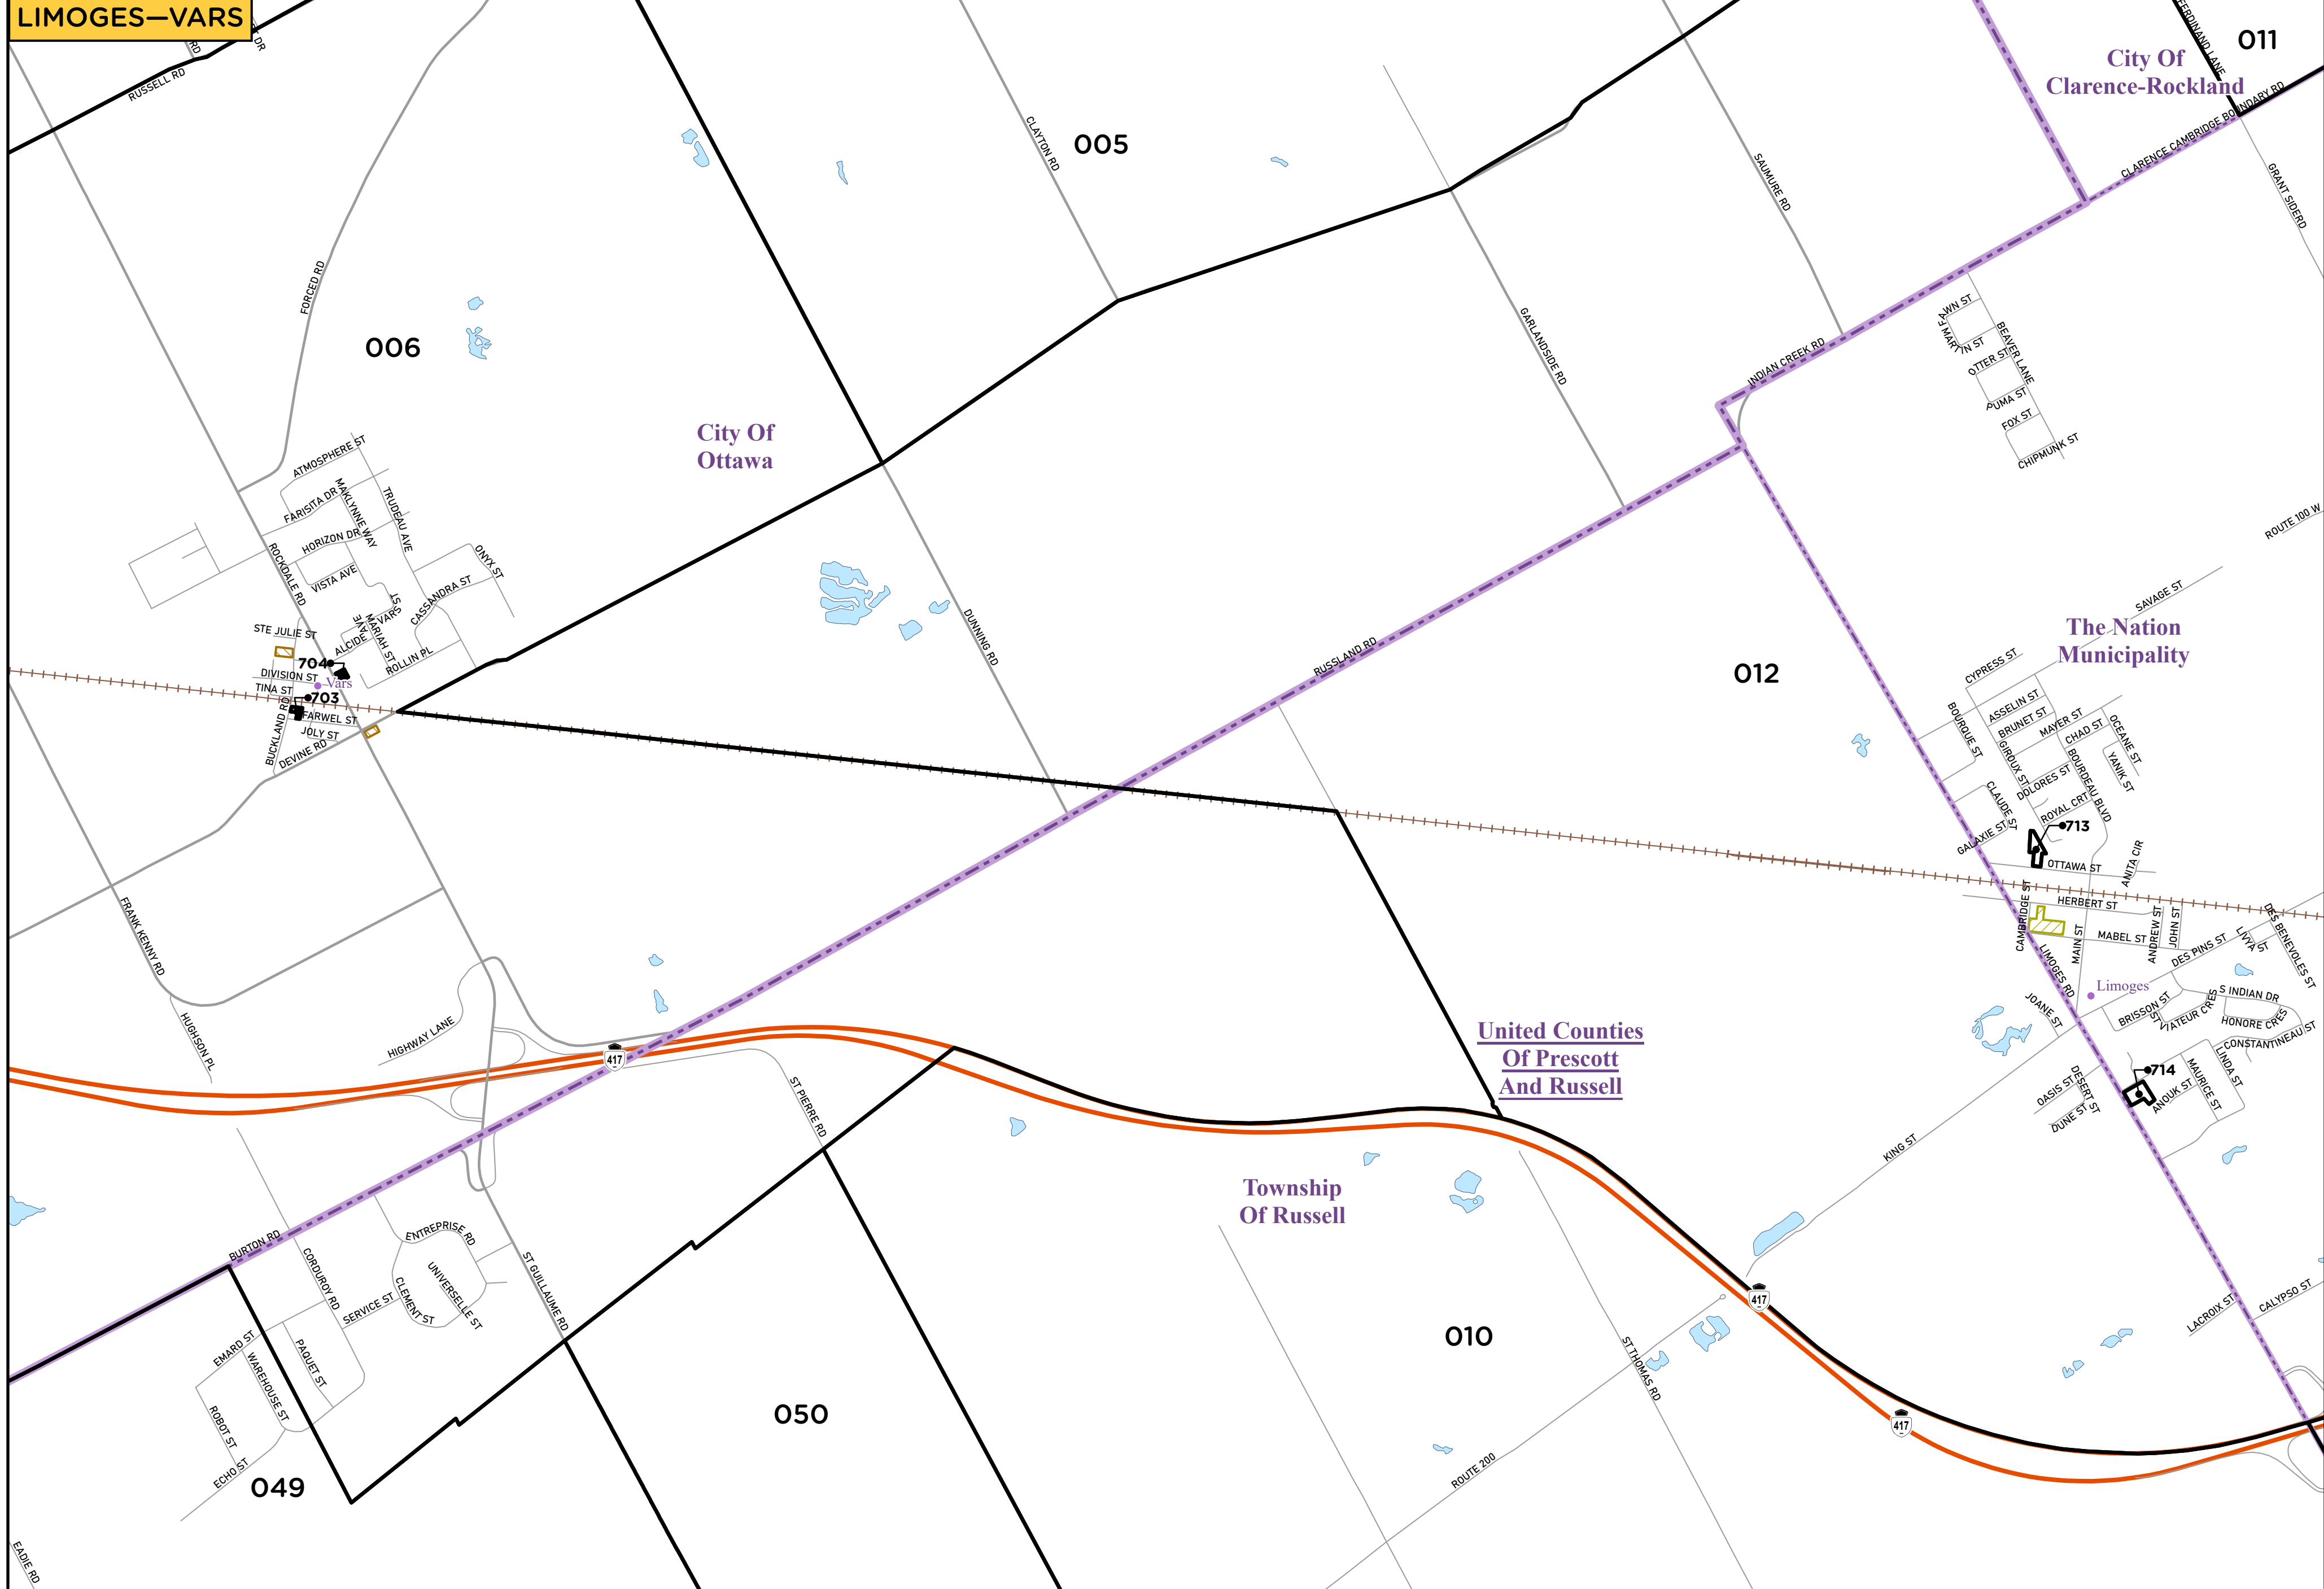 LIMOGES—VARS
RD
DR
RUSSELL RD
FERDINAND LANE
011
City Of
Clarence-Rockland
CLARENCE CAMBRIDGE BOUNDARY RD
GRANT SIDERD
CLAYTON RD
005
SAUMURE RD
FORCED RD
006
GARLANDSIDE RD
INDIAN CREEK RD
FAWN ST
MARTIN ST
BEAVER LANE
OTTER ST
PUMA ST
FOX ST
CHIPMUNK ST
City Of
Ottawa
ATMOSPHERE ST
FARISITA DR
MAKLYNNE WAY
TRUDEAU AVE
HORIZON DR
ROCKDALE RD
VISTA AVE
ONYX ST
CASSANDRA ST
ROUTE 100 W
SAVAGE ST
STE JULIE ST
ALCIDE AVE
VARS ST
MARIAH ST
ROLLIN PL
704
DIVISION ST
Vars
TINA ST
703
FARWEL ST
JOLY ST
BUCKLAND RD
DEVINE RD
DUNNING RD
RUSSLAND RD
012
The Nation
Municipality
CYPRESS ST
ASSELIN ST
BRUNET ST
BOURQUE ST
MAYER ST
CHAD ST
OCEANE ST
GIROUX ST
DOLORES ST
BOURDEAU BLVD
YANIK ST
CLAUDE ST
ROYAL CRT
GALAXIE ST
713
OTTAWA ST
ANITA CIR
CAMBRIDGE ST
HERBERT ST
MABEL ST
MAIN ST
ANDREW ST
JOHN ST
LIMOGES RD
DES PINS ST
LIVYA ST
DES BENEVOLES ST
Limoges
JOANE ST
BRISSON ST
ST VIATEUR CRES
S INDIAN DR
HONORE CRES
CONSTANTINEAU ST
LINDA ST
MAURICE ST
714
ANOUK ST
OASIS ST
DESERT ST
DUNE ST
FRANK KENNY RD
HUGHSON PL
HIGHWAY LANE
417
ST PIERRE RD
United Counties
Of Prescott
And Russell
Township
Of Russell
KING ST
BURTON RD
ENTREPRISE RD
CORDUROY RD
CLEMENT ST
UNIVERSELLE ST
SERVICE ST
ST GUILLAUME RD
EMARD ST
WAREHOUSE ST
PAQUET ST
ROBOT ST
ECHO ST
049
050
010
417
417
ST THOMAS RD
ROUTE 200
LACROIX ST
CALYPSO ST
EADIE RD